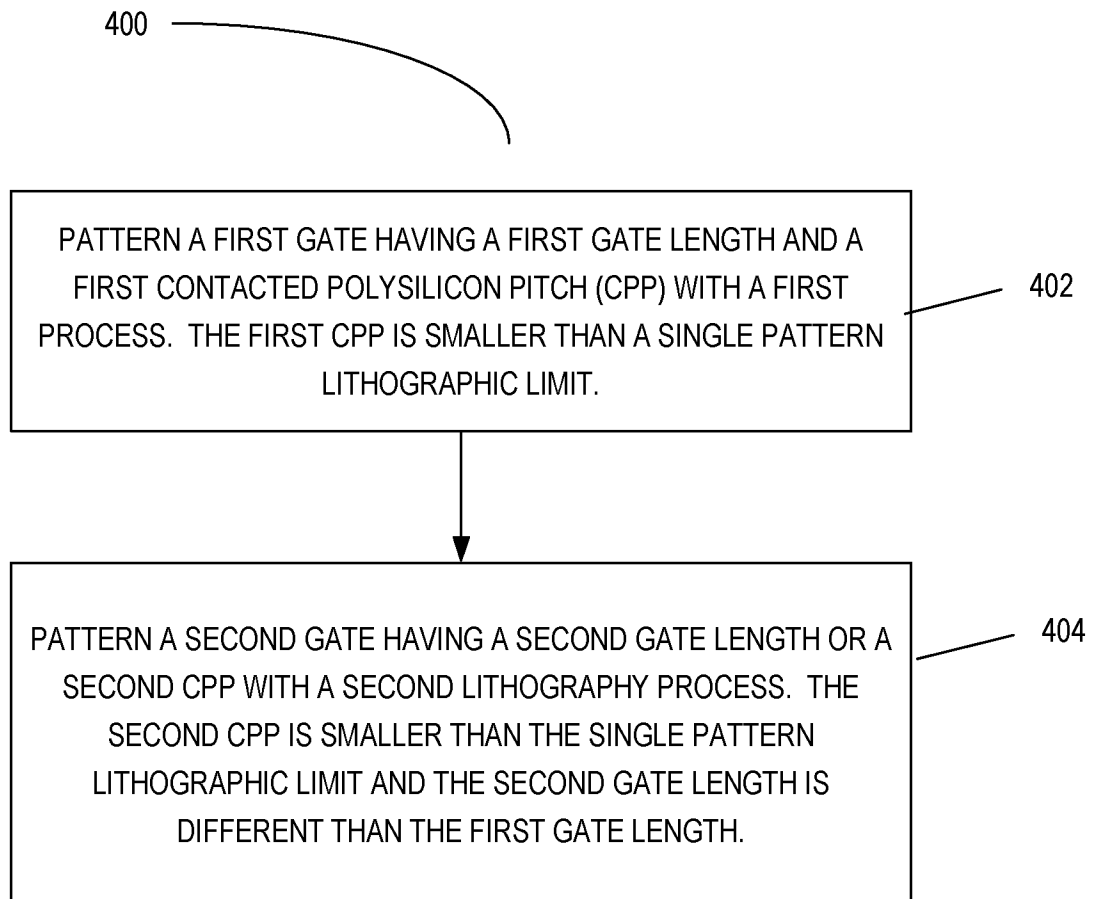 400
PATTERN A FIRST GATE HAVING A FIRST GATE LENGTH AND A
FIRST CONTACTED POLYSILICON PITCH (CPP) WITH A FIRST
PROCESS. THE FIRST CPP IS SMALLER THAN A SINGLE PATTERN
LITHOGRAPHIC LIMIT.
402
PATTERN A SECOND GATE HAVING A SECOND GATE LENGTH OR A
SECOND CPP WITH A SECOND LITHOGRAPHY PROCESS. THE
SECOND CPP IS SMALLER THAN THE SINGLE PATTERN
LITHOGRAPHIC LIMIT AND THE SECOND GATE LENGTH IS
DIFFERENT THAN THE FIRST GATE LENGTH.
404